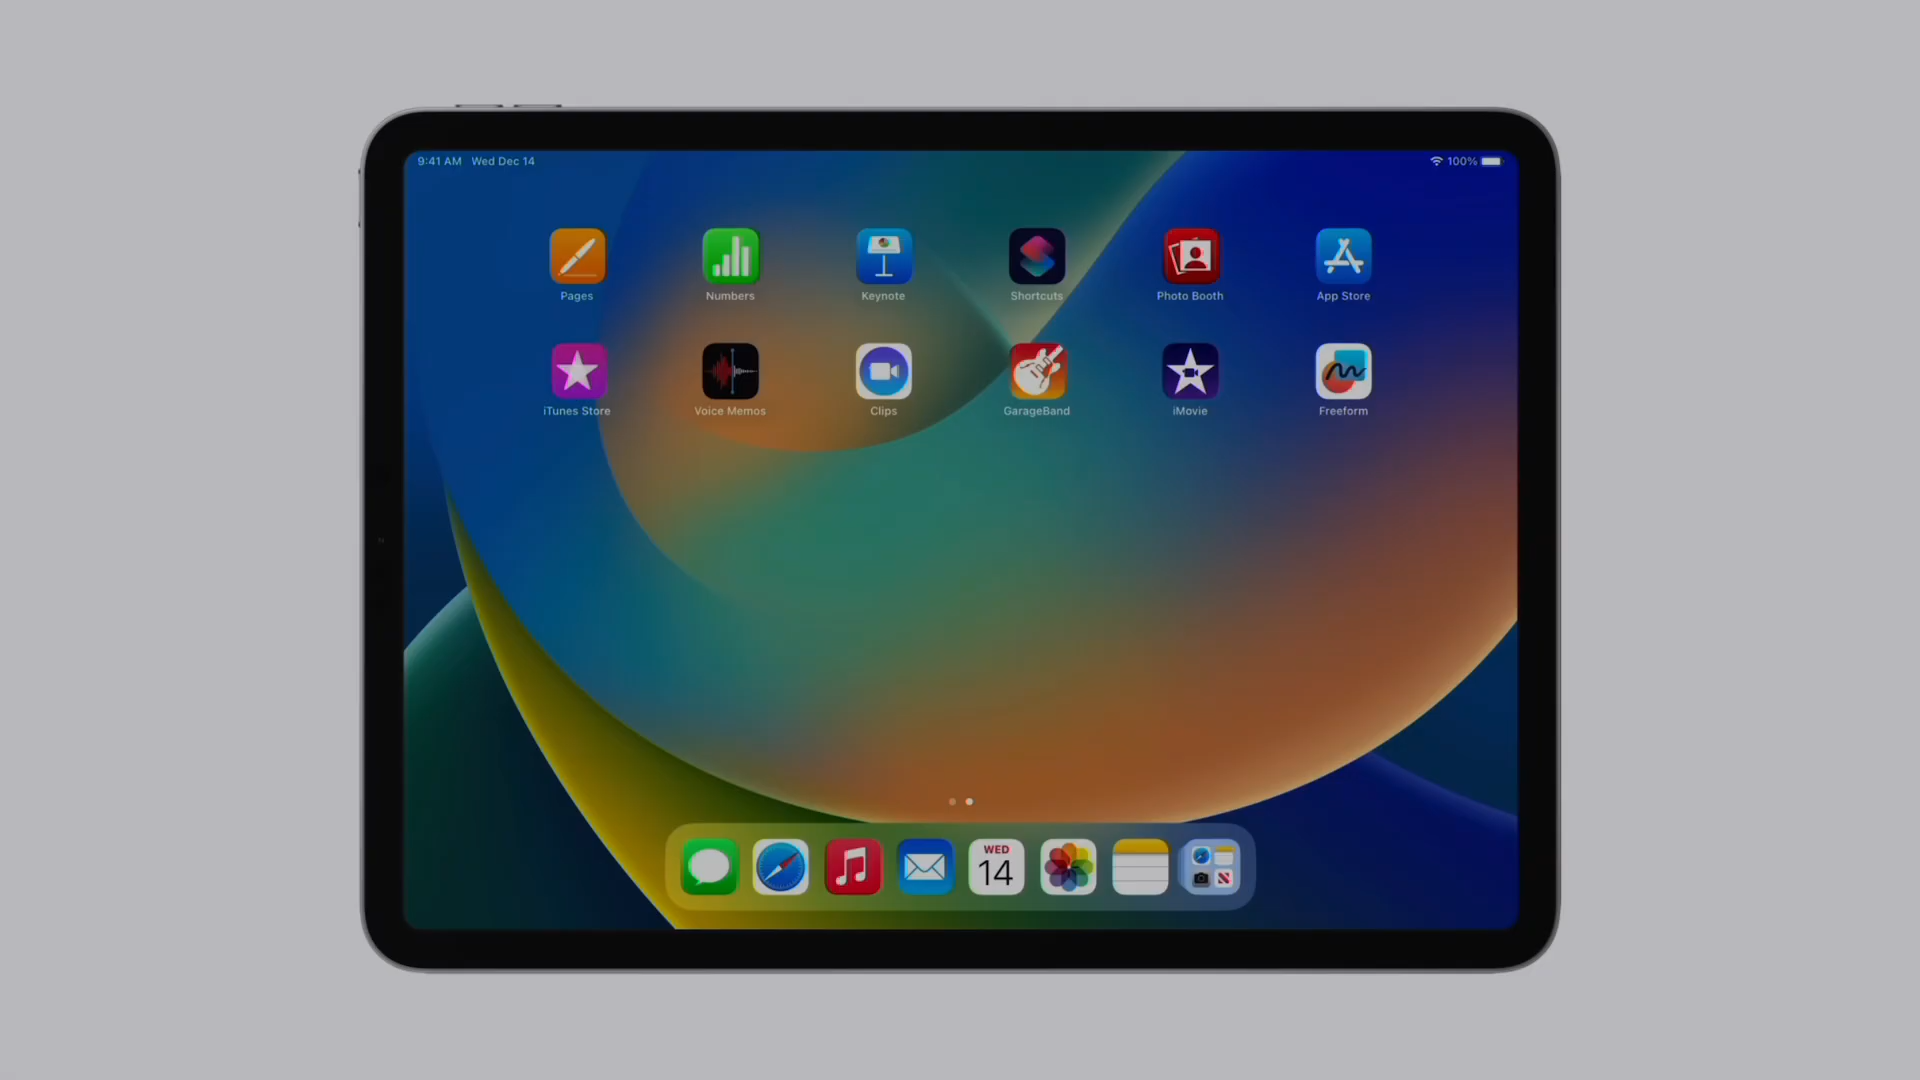 9:41 AM Wed Dec 14
100%
Pages
Numbers
Keynote
Shortcuts
Photo Booth
App Store
iTunes Store
Voice Memos
Clips
GarageBand
iMovie
Freeform
WED
14